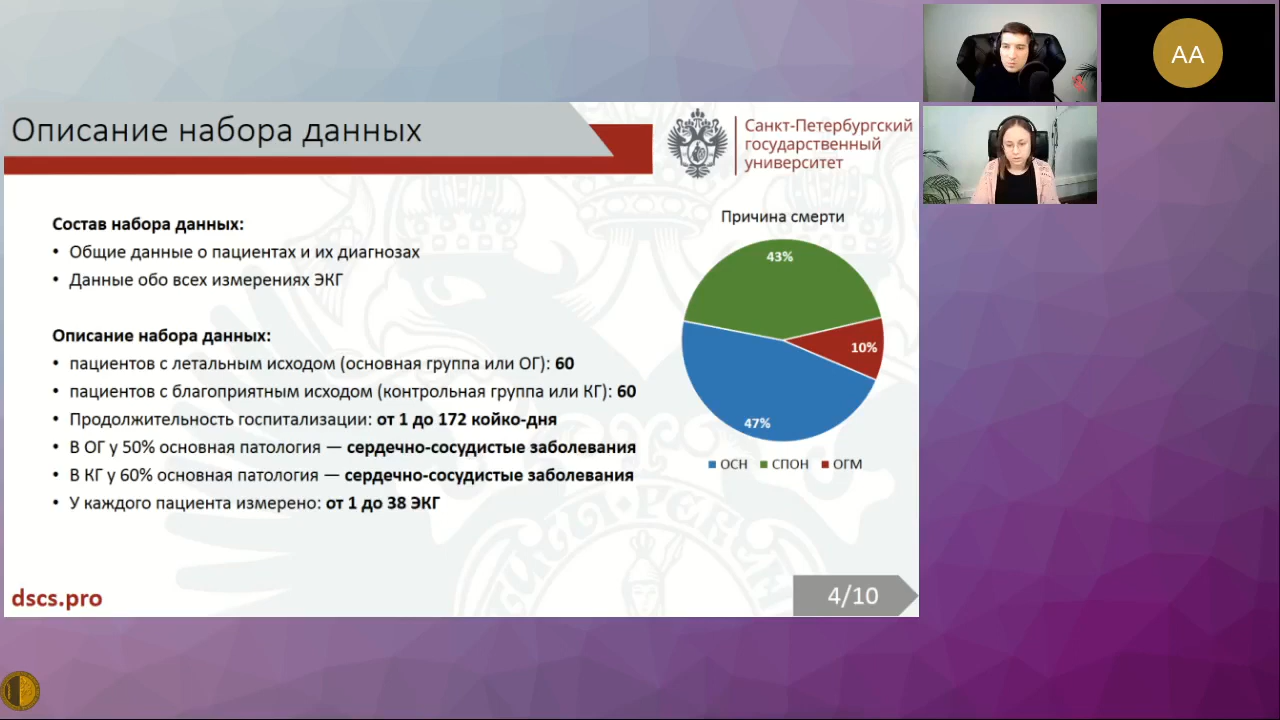 Описание набора данных
Санкт-Петербургский
государственный
университет
Состав набора данных:
• Общие данные о пациентах и их диагнозах
• Данные обо всех измерениях ЭКГ
Описание набора данных:
• пациентов с летальным исходом (основная группа или ОГ): 60
• пациентов с благоприятным исходом (контрольная группа или КГ): 60
• Продолжительность госпитализации: от 1 до 172 койко-дня
• В ОГ у 50% основная патология — сердечно-сосудистые заболевания
• В КГ у 60% основная патология — сердечно-сосудистые заболевания
• У каждого пациента измерено: от 1 до 38 ЭКГ
Причина смерти
43%
10%
47%
ОСН СПОН ОГМ
dscs.pro
4/10
AA